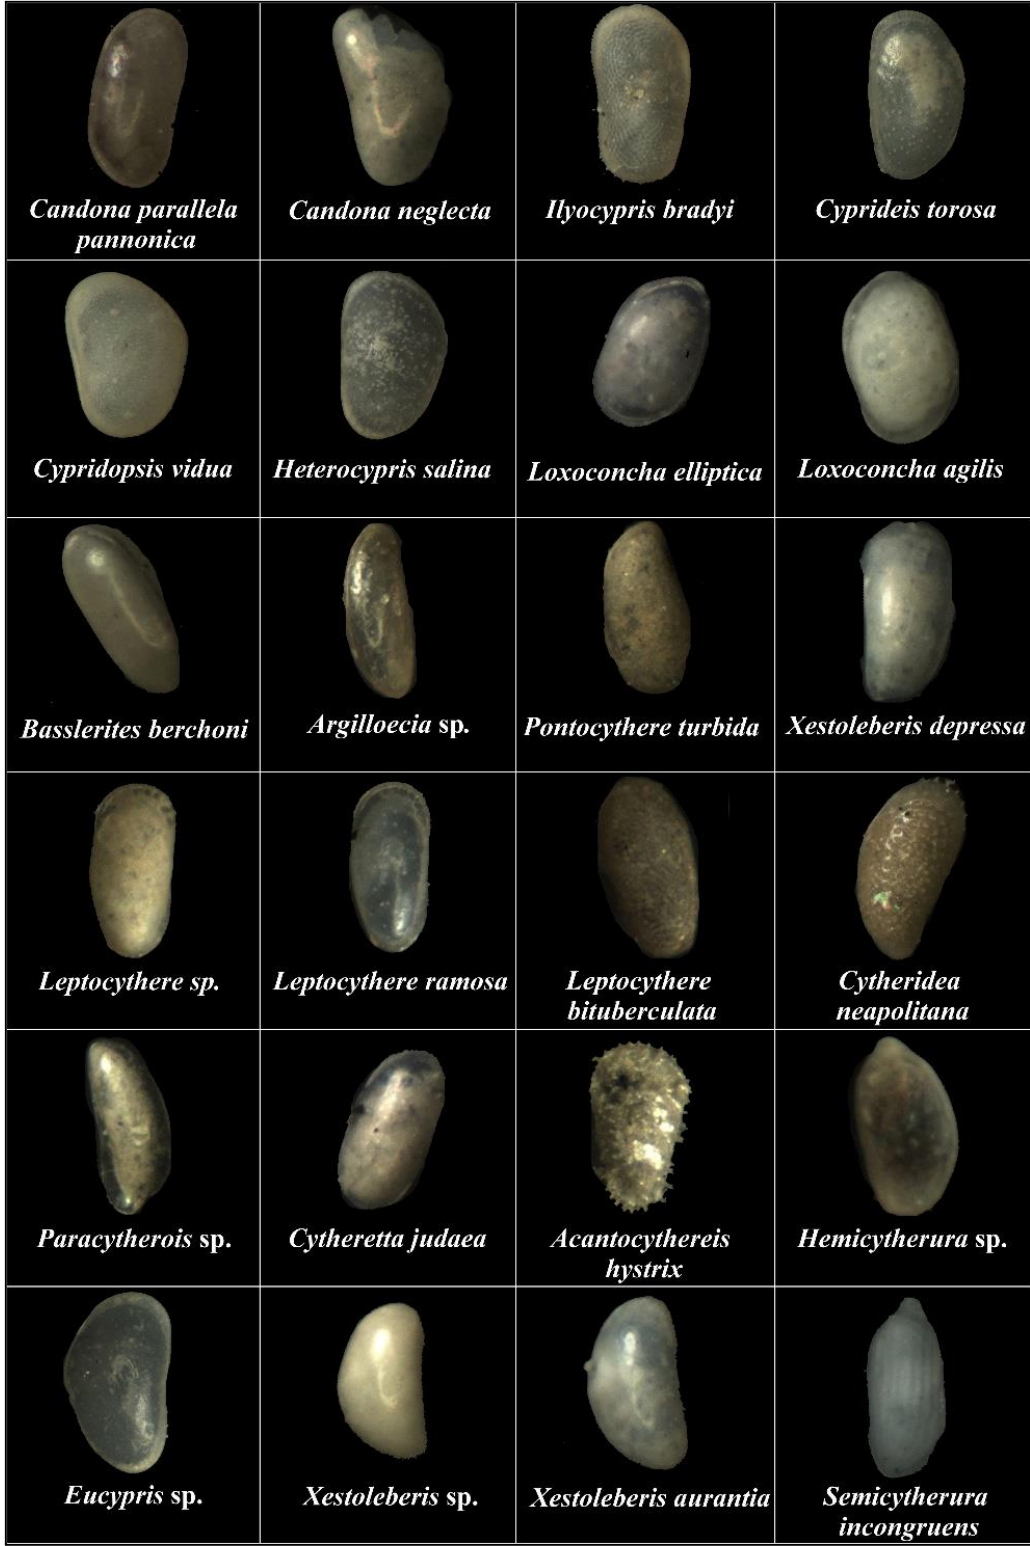 Candona parallela
pannonica
Candona neglecta
Ilyocypris bradyi
Cyprideis torosa
Cypridopsis vidua
Heterocypris salina
Loxoconcha elliptica
Loxoconcha agilis
Basslerites berchoni
Argilloecia sp.
Pontocythere turbida
Xestoleberis depressa
Leptocythere sp.
Leptocythere ramosa
Leptocythere
bituberculata
Cytheridea
neapolitana
Paracytherois sp.
Cytheretta judaea
Acantocythereis
hystrix
Hemicytherura sp.
Eucypris sp.
Xestoleberis sp.
Xestoleberis aurantia
Semicytherura
incongruens